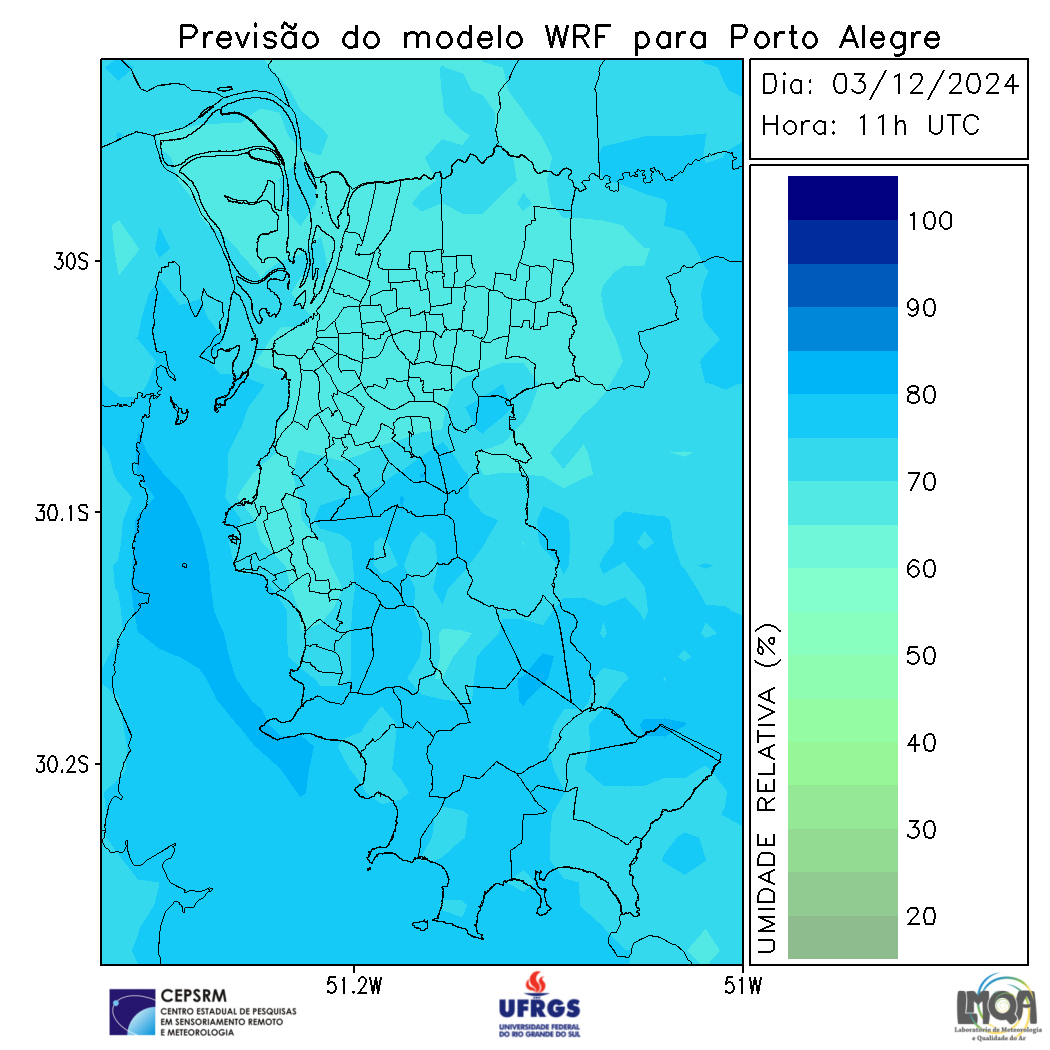 Previsão do modelo WRF para Porto Alegre
Dia: 03/12/2024
Hora: 11h UTC
100
90
80
70
60
50
40
30
20
UMIDADE RELATIVA (%)
30S
30.1S
30.2S
51.2W
51W
CEPSRM
CENTRO ESTADUAL DE PESQUISAS
EM SENSORIAMENTO REMOTO
E METEOROLOGIA
UFRGS
UNIVERSIDADE FEDERAL
DO RIO GRANDE DO SUL
LMQA
Laboratório de Meteorologia
e Qualidade do Ar